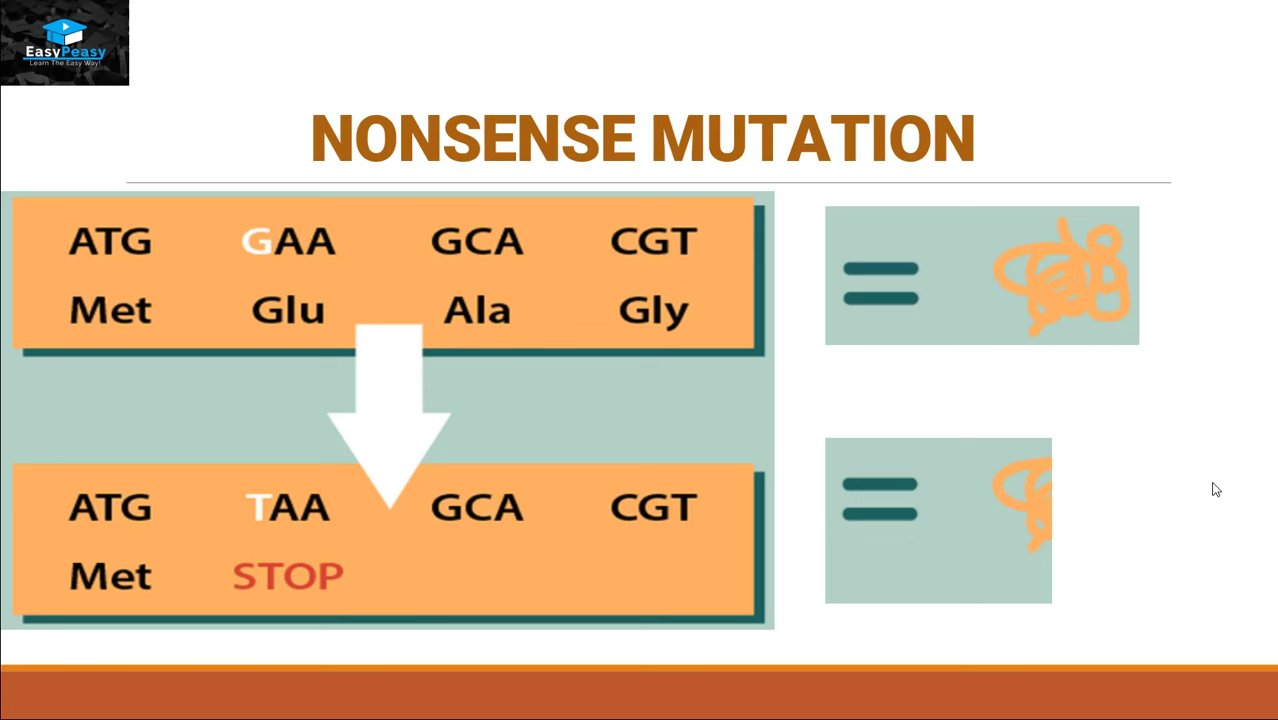 EasyPeasy
Learn The Easy Way!
NONSENSE MUTATION
ATG GAA GCA CGT
Met Glu Ala Gly
ATG TAA GCA CGT
Met STOP